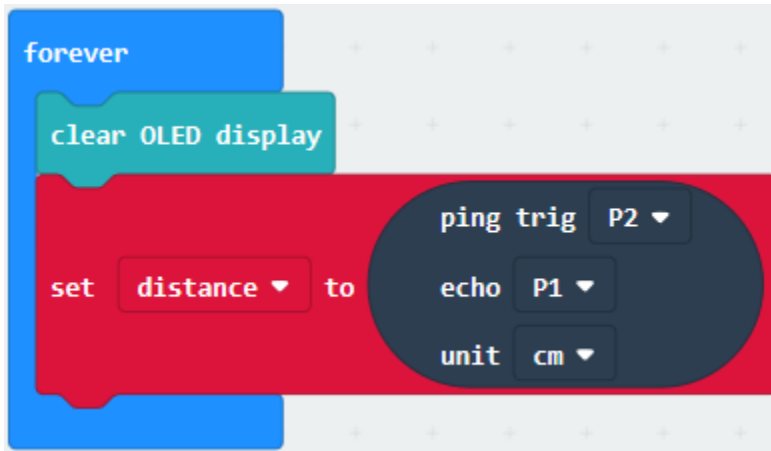 forever
clear OLED display
ping trig P2
set distance to echo P1
unit cm